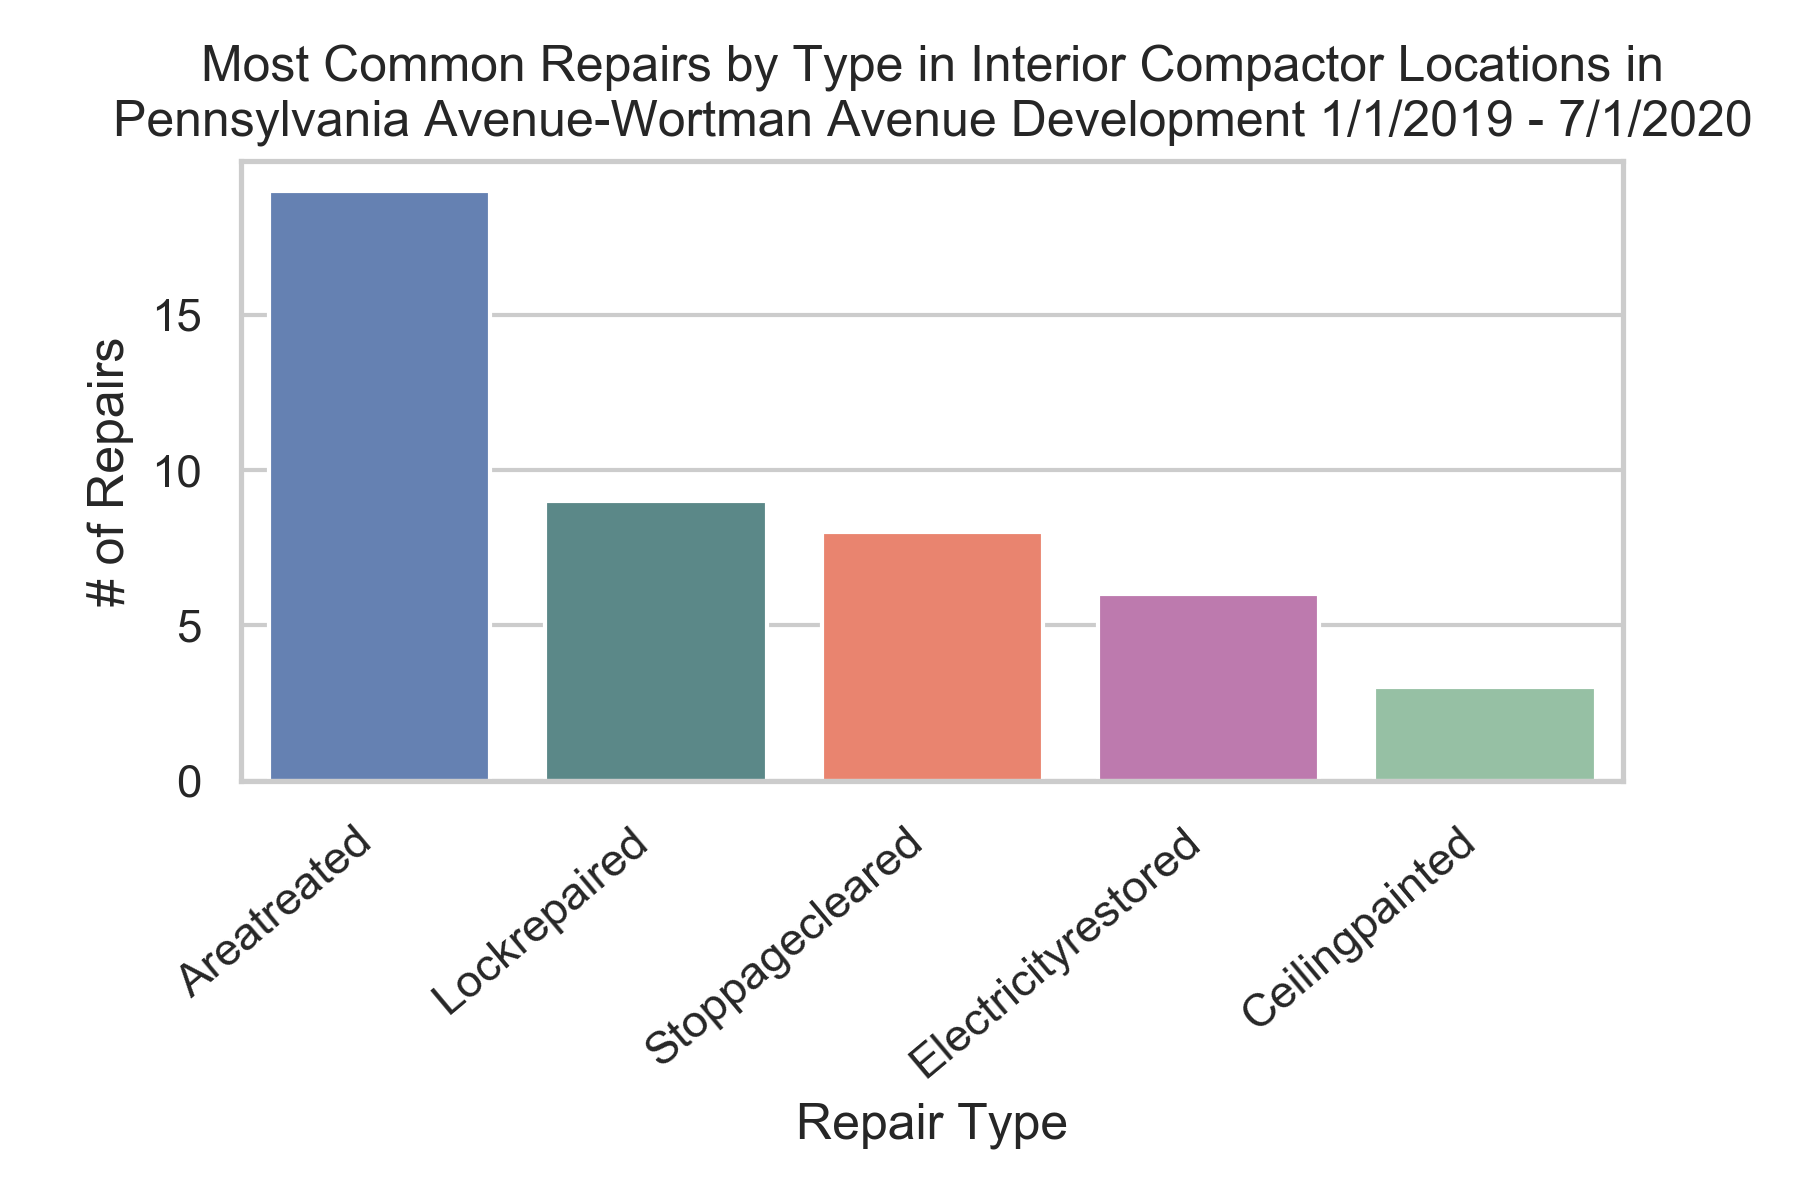 Most Common Repairs by Type in Interior Compactor Locations in
Pennsylvania Avenue-Wortman Avenue Development 1/1/2019 - 7/1/2020
15
10
5
0
# of Repairs
Areatreated
Lockrepaired
Stoppagecleared
Electricityrestored
Ceilingpainted
Repair Type